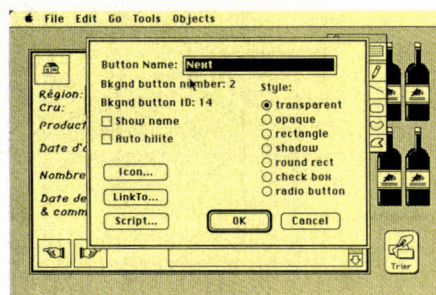 File Edit Go Tools Objects
Button Name: Next
Bkgnd button number: 2
Bkgnd button ID: 14
Show name
Auto hilite
Icon...
LinkTo...
Script...
Style:
transparent
opaque
rectangle
shadow
round rect
check box
radio button
OK
Cancel
Région:
Cru:
Product
Date d'
Nombre
Date de
& comm
Trier